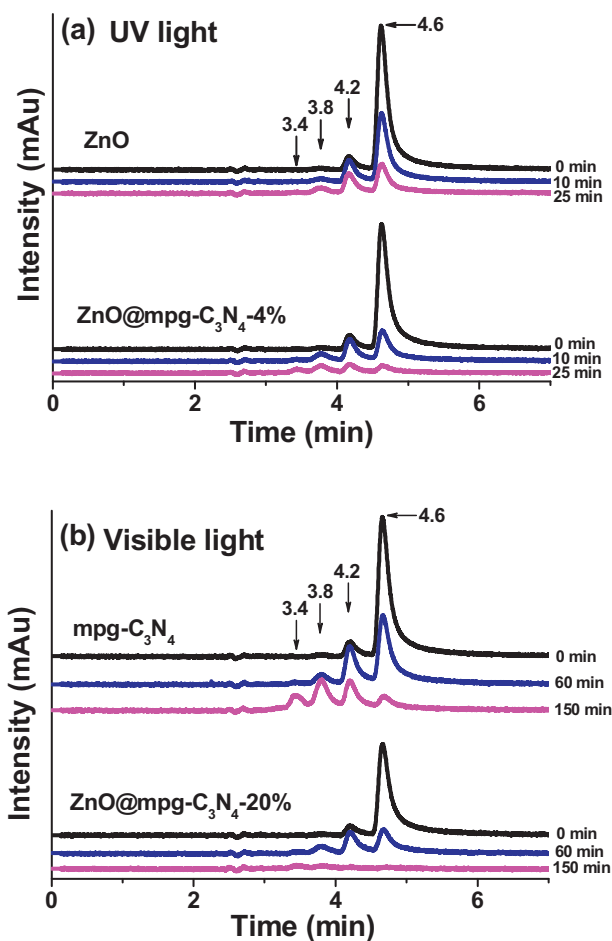 (a) UV light
4.6
4.2
3.8
3.4
ZnO
0 min
10 min
25 min
ZnO@mpg-C₃N₄-4%
0 min
10 min
25 min
Intensity (mAu)
0 2 4 6
Time (min)
(b) Visible light
4.6
4.2
3.8
3.4
mpg-C₃N₄
0 min
60 min
150 min
ZnO@mpg-C₃N₄-20%
0 min
60 min
150 min
Intensity (mAu)
0 2 4 6
Time (min)